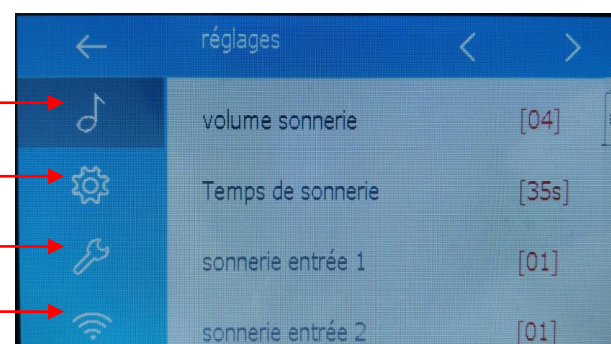 réglages
volume sonnerie [04]
Temps de sonnerie [35s]
sonnerie entrée 1 [01]
sonnerie entrée 2 [01]